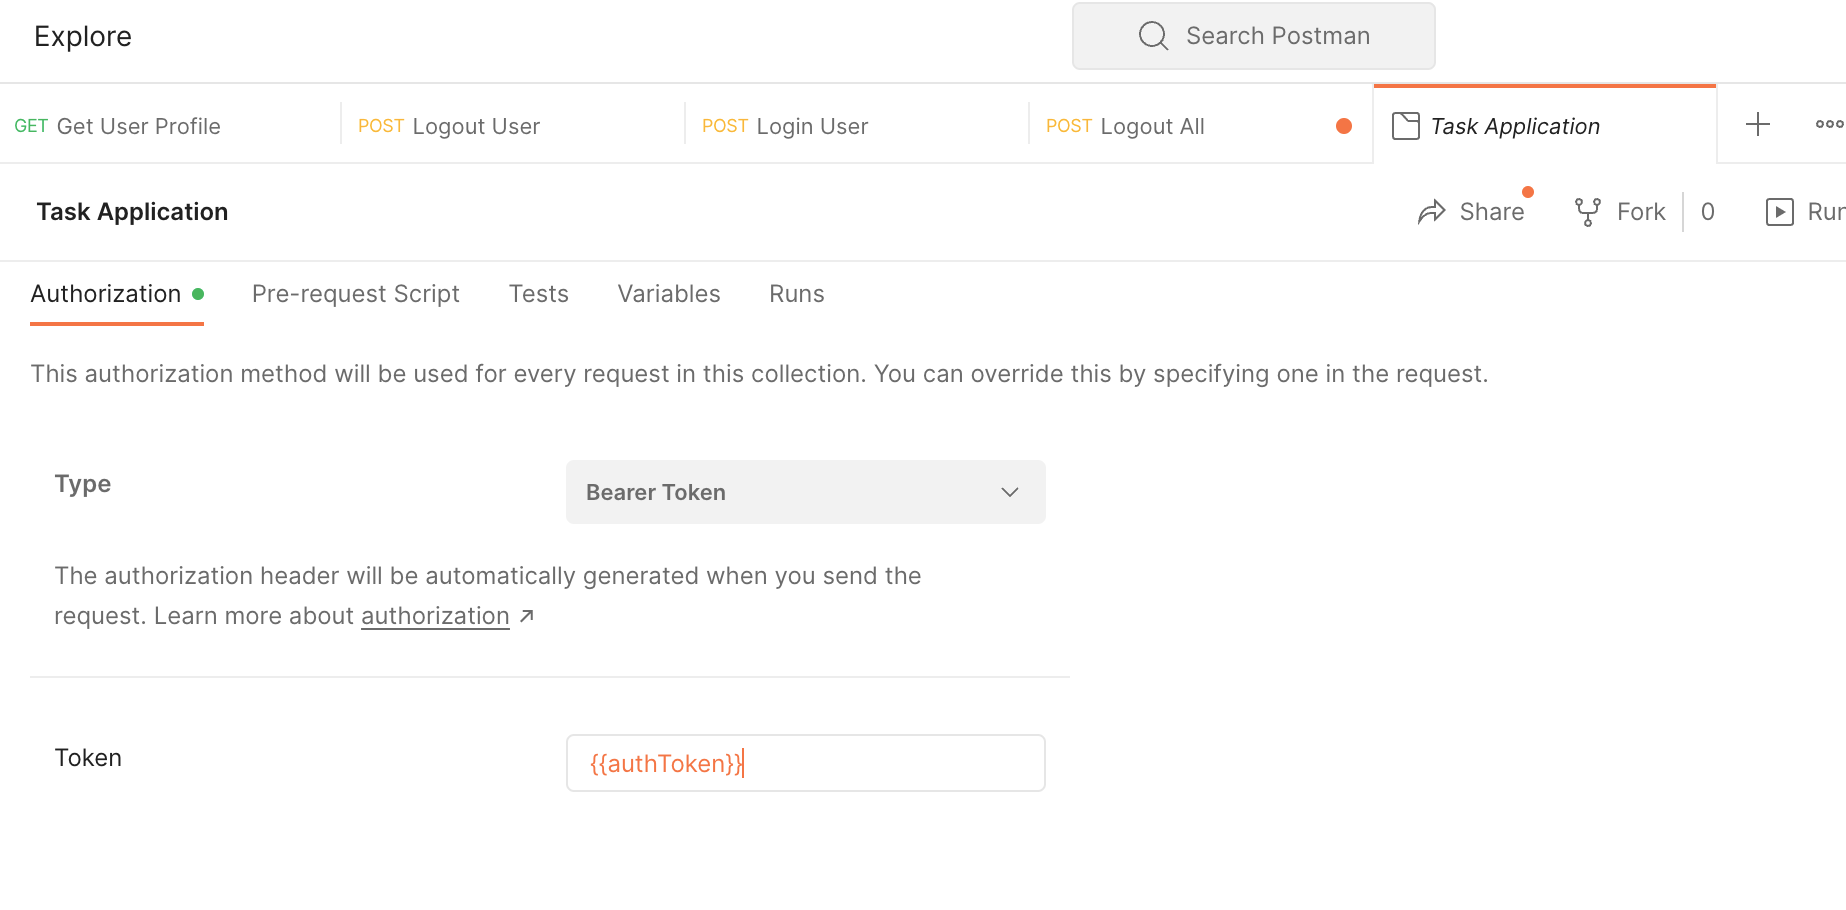 Explore
Search Postman
GET Get User Profile
POST Logout User
POST Login User
POST Logout All
Task Application
Task Application
Share
Fork
0
Authorization
Pre-request Script
Tests
Variables
Runs
This authorization method will be used for every request in this collection. You can override this by specifying one in the request.
Type
Bearer Token
The authorization header will be automatically generated when you send the
request. Learn more about authorization ↗
Token
{{authToken}}